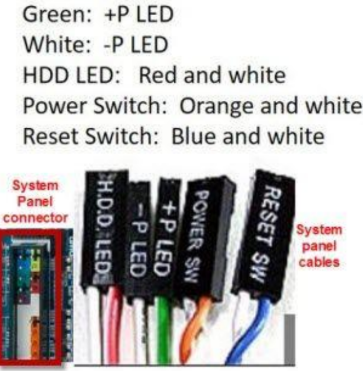 Green: +P LED
White: -P LED
HDD LED: Red and white
Power Switch: Orange and white
Reset Switch: Blue and white
System
Panel
connector
H.D.D. LED
- P LED
+ P LED
POWER SW
RESET SW
System
panel
cables